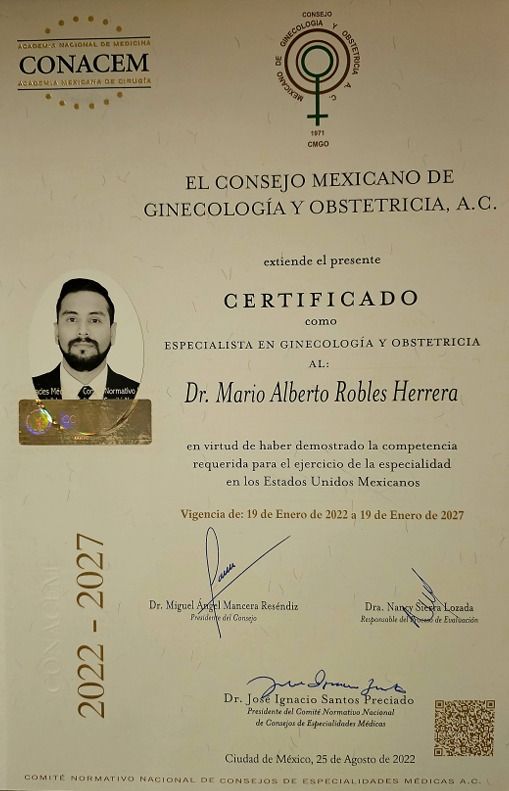 ACADEMIA NACIONAL DE MEDICINA
CONACEM
ACADEMIA MEXICANA DE CIRUGÍA
CONSEJO MEXICANO DE GINECOLOGÍA Y OBSTETRICIA, A.C.
1971
CMGO
EL CONSEJO MEXICANO DE
GINECOLOGÍA Y OBSTETRICIA, A.C.
extiende el presente
CERTIFICADO
como
ESPECIALISTA EN GINECOLOGÍA Y OBSTETRICIA
AL:
Dr. Mario Alberto Robles Herrera
Normativo
en virtud de haber demostrado la competencia
requerida para el ejercicio de la especialidad
en los Estados Unidos Mexicanos
Vigencia de: 19 de Enero de 2022 a 19 de Enero de 2027
2022 - 2027
Dr. Miguel Ángel Mancera Reséndiz
Presidente del Consejo
Dra. Nancy Sierra Lozada
Responsable del Proceso de Evaluación
Dr. José Ignacio Santos Preciado
Presidente del Comité Normativo Nacional
de Consejos de Especialidades Médicas
Ciudad de México, 25 de Agosto de 2022
COMITÉ NORMATIVO NACIONAL DE CONSEJOS DE ESPECIALIDADES MÉDICAS A.C.